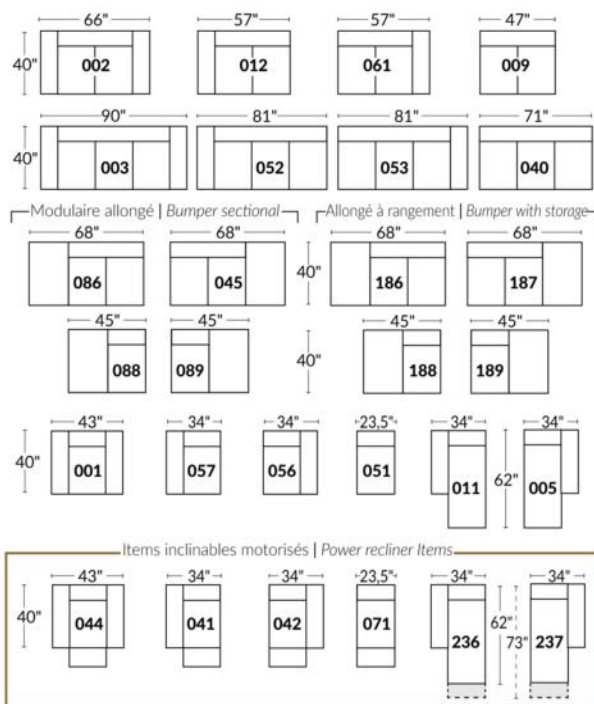 66" 57" 57" 47"
40" 002 012 061 009
90" 81" 81" 71"
40" 003 052 053 040
Modulaire allongé | Bumper sectional Allongé à rangement | Bumper with storage
68" 68" 68" 68"
086 045 40" 186 187
45" 45" 45" 45"
088 089 40" 188 189
43" 34" 34" 23,5" 34" 34"
40" 001 057 056 051 011 62" 005
Items inclinables motorisés | Power recliner Items
43" 34" 34" 23,5" 34" 34"
40" 044 041 042 071 236 62" 73" 237